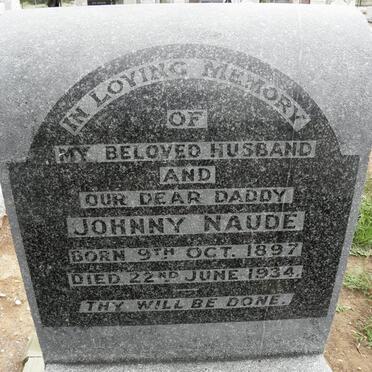 IN LOVING MEMORY
OF
MY BELOVED HUSBAND
AND
OUR DEAR DADDY
JOHNNY NAUDE
BORN 9TH OCT. 1897
DIED 22ND JUNE 1934.
THY WILL BE DONE.